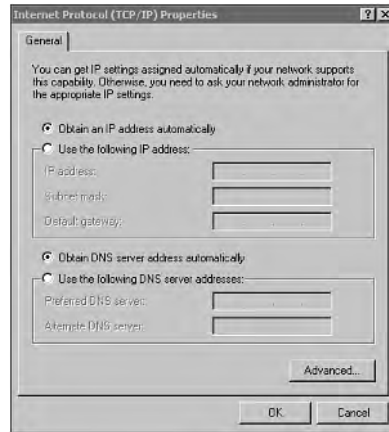 Internet Protocol (TCP/IP) Properties
General
You can get IP settings assigned automatically if your network supports
this capability. Otherwise, you need to ask your network administrator for
the appropriate IP settings.
Obtain an IP address automatically
Use the following IP address:
IP address:
Subnet mask:
Default gateway:
Obtain DNS server address automatically
Use the following DNS server addresses:
Preferred DNS server:
Alternate DNS server:
Advanced...
OK
Cancel